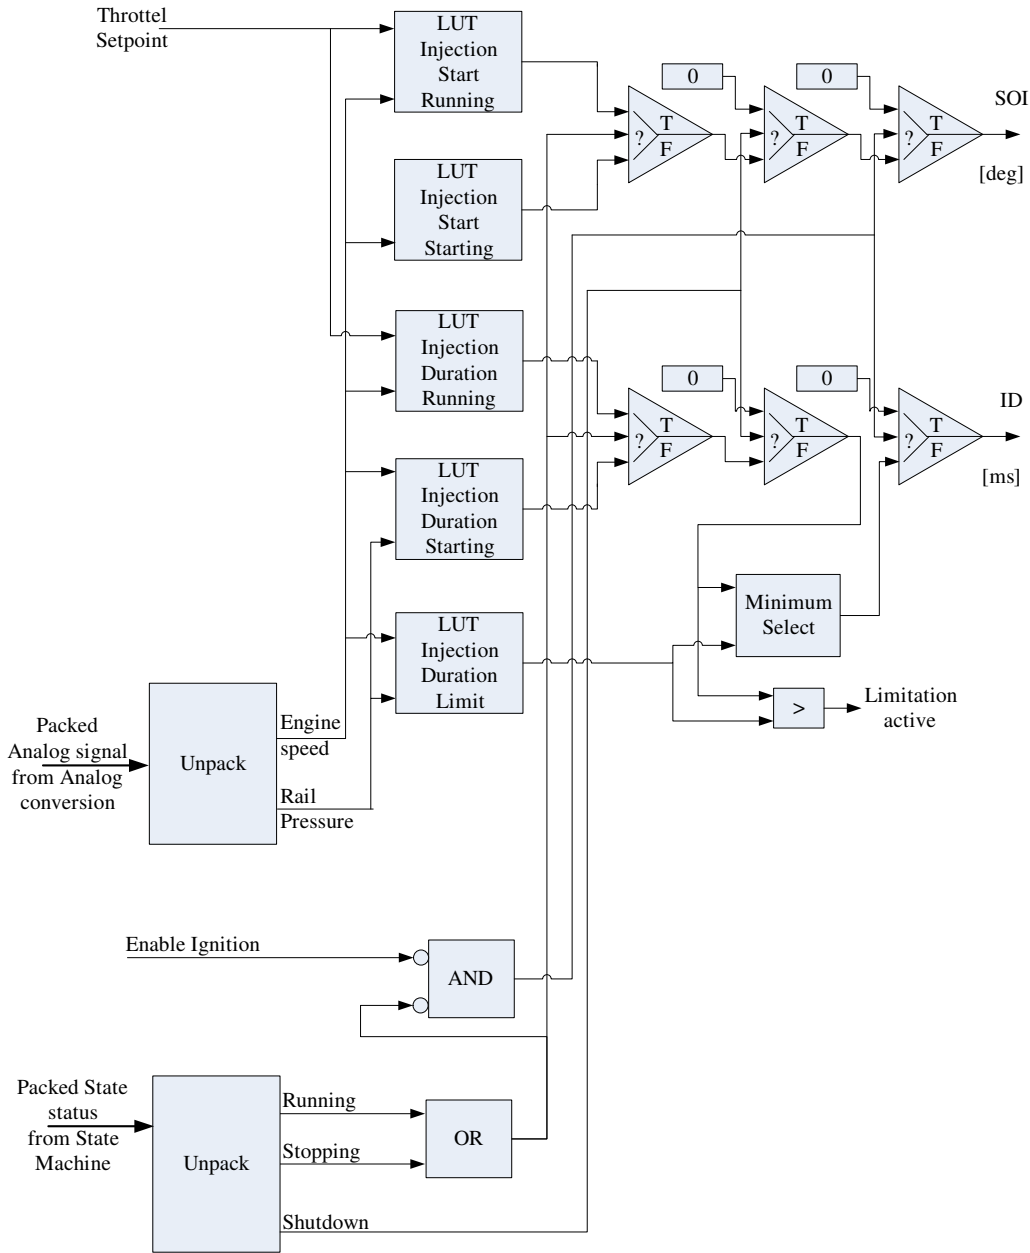 Throttel
Setpoint
LUT
Injection
Start
Running
0
0
T
?
F
T
?
F
T
?
F
SOI
[deg]
LUT
Injection
Start
Starting
LUT
Injection
Duration
Running
0
0
T
?
F
T
?
F
T
?
F
ID
[ms]
LUT
Injection
Duration
Starting
Minimum
Select
LUT
Injection
Duration
Limit
>
Limitation
active
Packed
Analog signal
from Analog
conversion
Unpack
Engine
speed
Rail
Pressure
Enable Ignition
AND
Packed State
status
from State
Machine
Unpack
Running
Stopping
Shutdown
OR